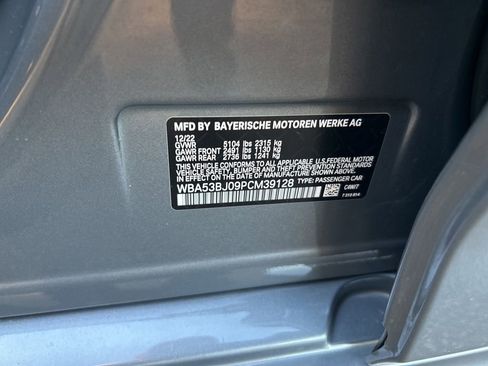 MFD BY BAYERISCHE MOTOREN WERKE AG
12/22
GVWR 5104 lbs 2315 kg
GAWR FRONT 2491 lbs 1130 kg
GAWR REAR 2736 lbs 1241 kg
THIS VEHICLE CONFORMS TO ALL APPLICABLE U.S.FEDERAL MOTOR
VEHICLE SAFETY, BUMPER AND THEFT PREVENTION STANDARDS IN EFFECT
ON THE DATE OF MANUFACTURE SHOWN ABOVE.
WBA53BJ09PCM39128 TYPE: PASSENGER CAR